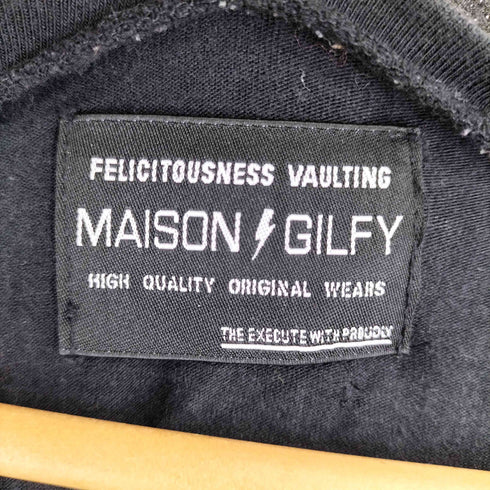 FELICITOUSNESS VAULTING
MAISON GILFY
HIGH QUALITY ORIGINAL WEARS
THE EXECUTE WITH PROUDLY